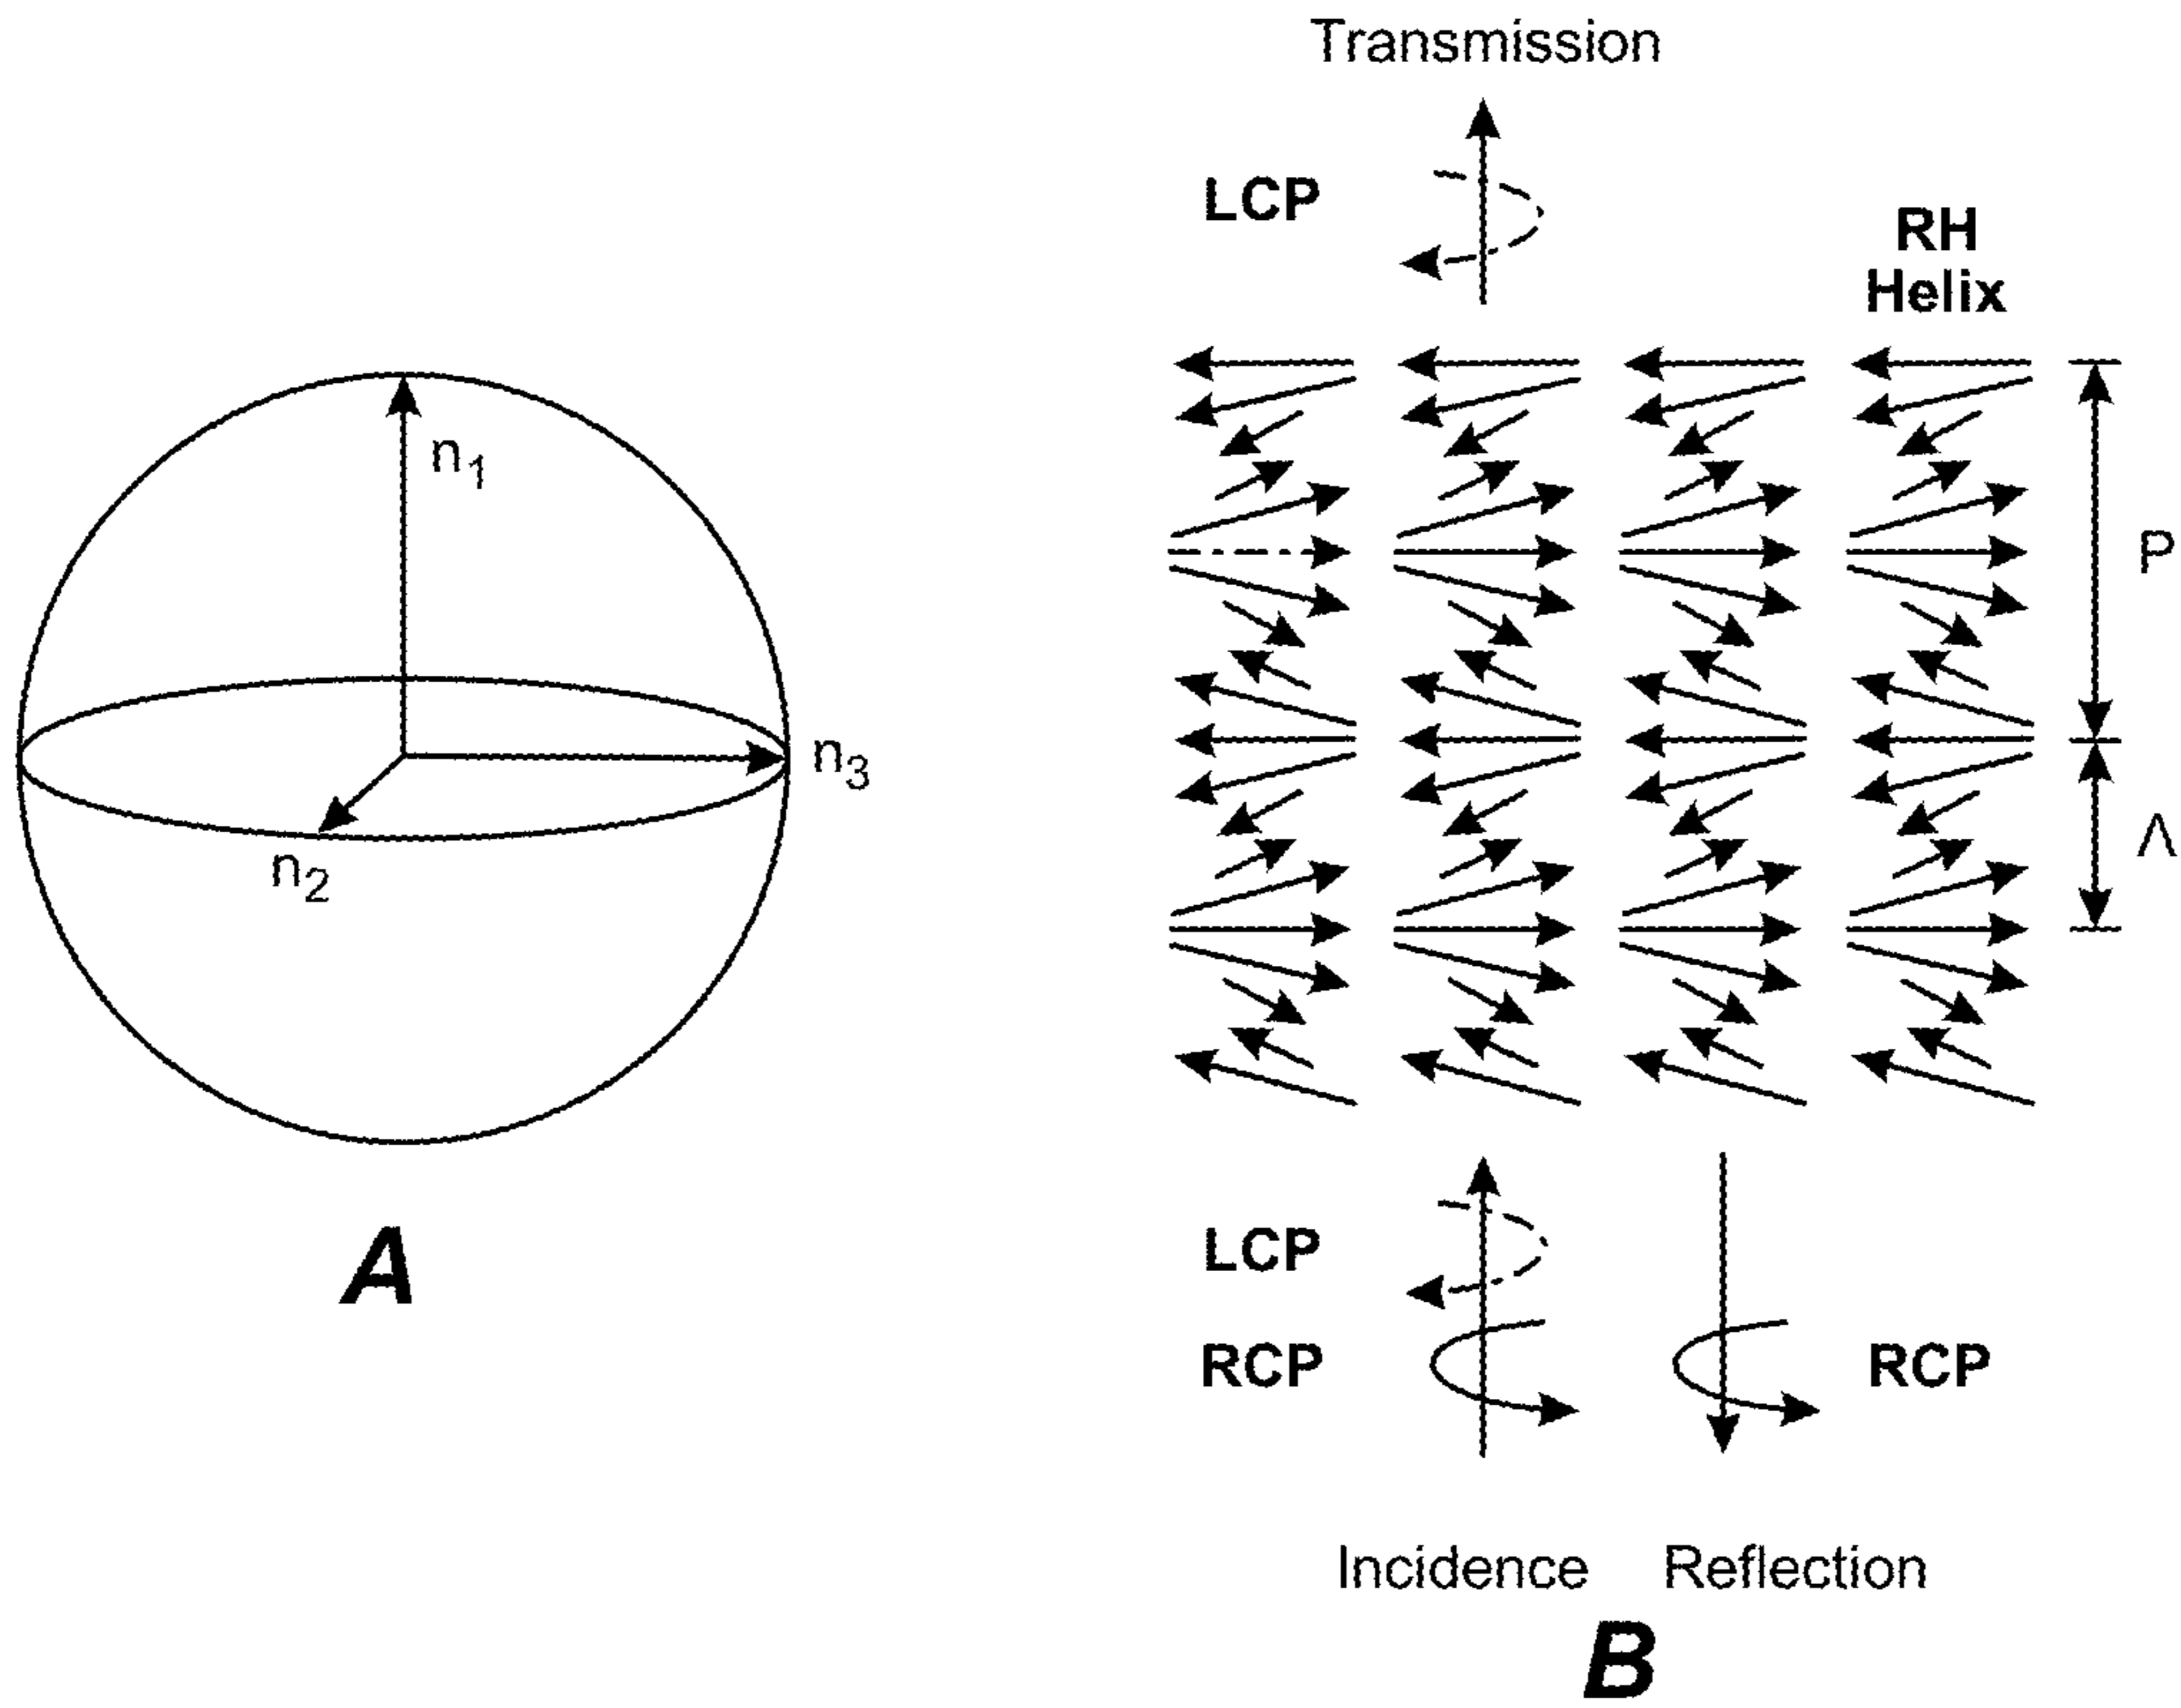 n1
n3
n2
A
Transmission
LCP
RH
Helix
P
Λ
LCP
RCP
RCP
Incidence
Reflection
B